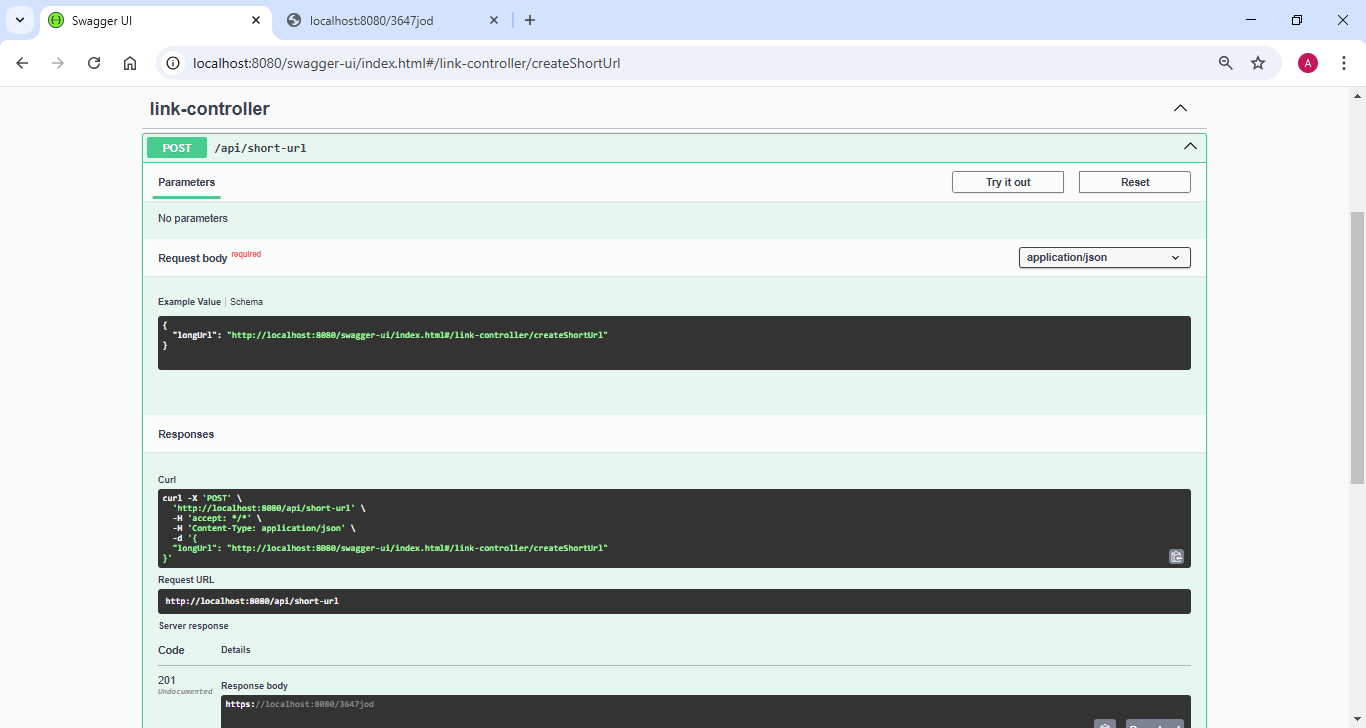 Swagger UI
localhost:8080/3647jod
localhost:8080/swagger-ui/index.html#/link-controller/createShortUrl
A
link-controller
POST /api/short-url
Parameters
Try it out
Reset
No parameters
Request body required
application/json
Example Value | Schema
{
"longUrl": "http://localhost:8080/swagger-ui/index.html#/link-controller/createShortUrl"
}
Responses
Curl
curl -X 'POST' \
'http://localhost:8080/api/short-url' \
-H 'accept: */*' \
-H 'Content-Type: application/json' \
-d '{
"longUrl": "http://localhost:8080/swagger-ui/index.html#/link-controller/createShortUrl"
}'
Request URL
http://localhost:8080/api/short-url
Server response
Code Details
201
Undocumented
Response body
https://localhost:8080/3647jod